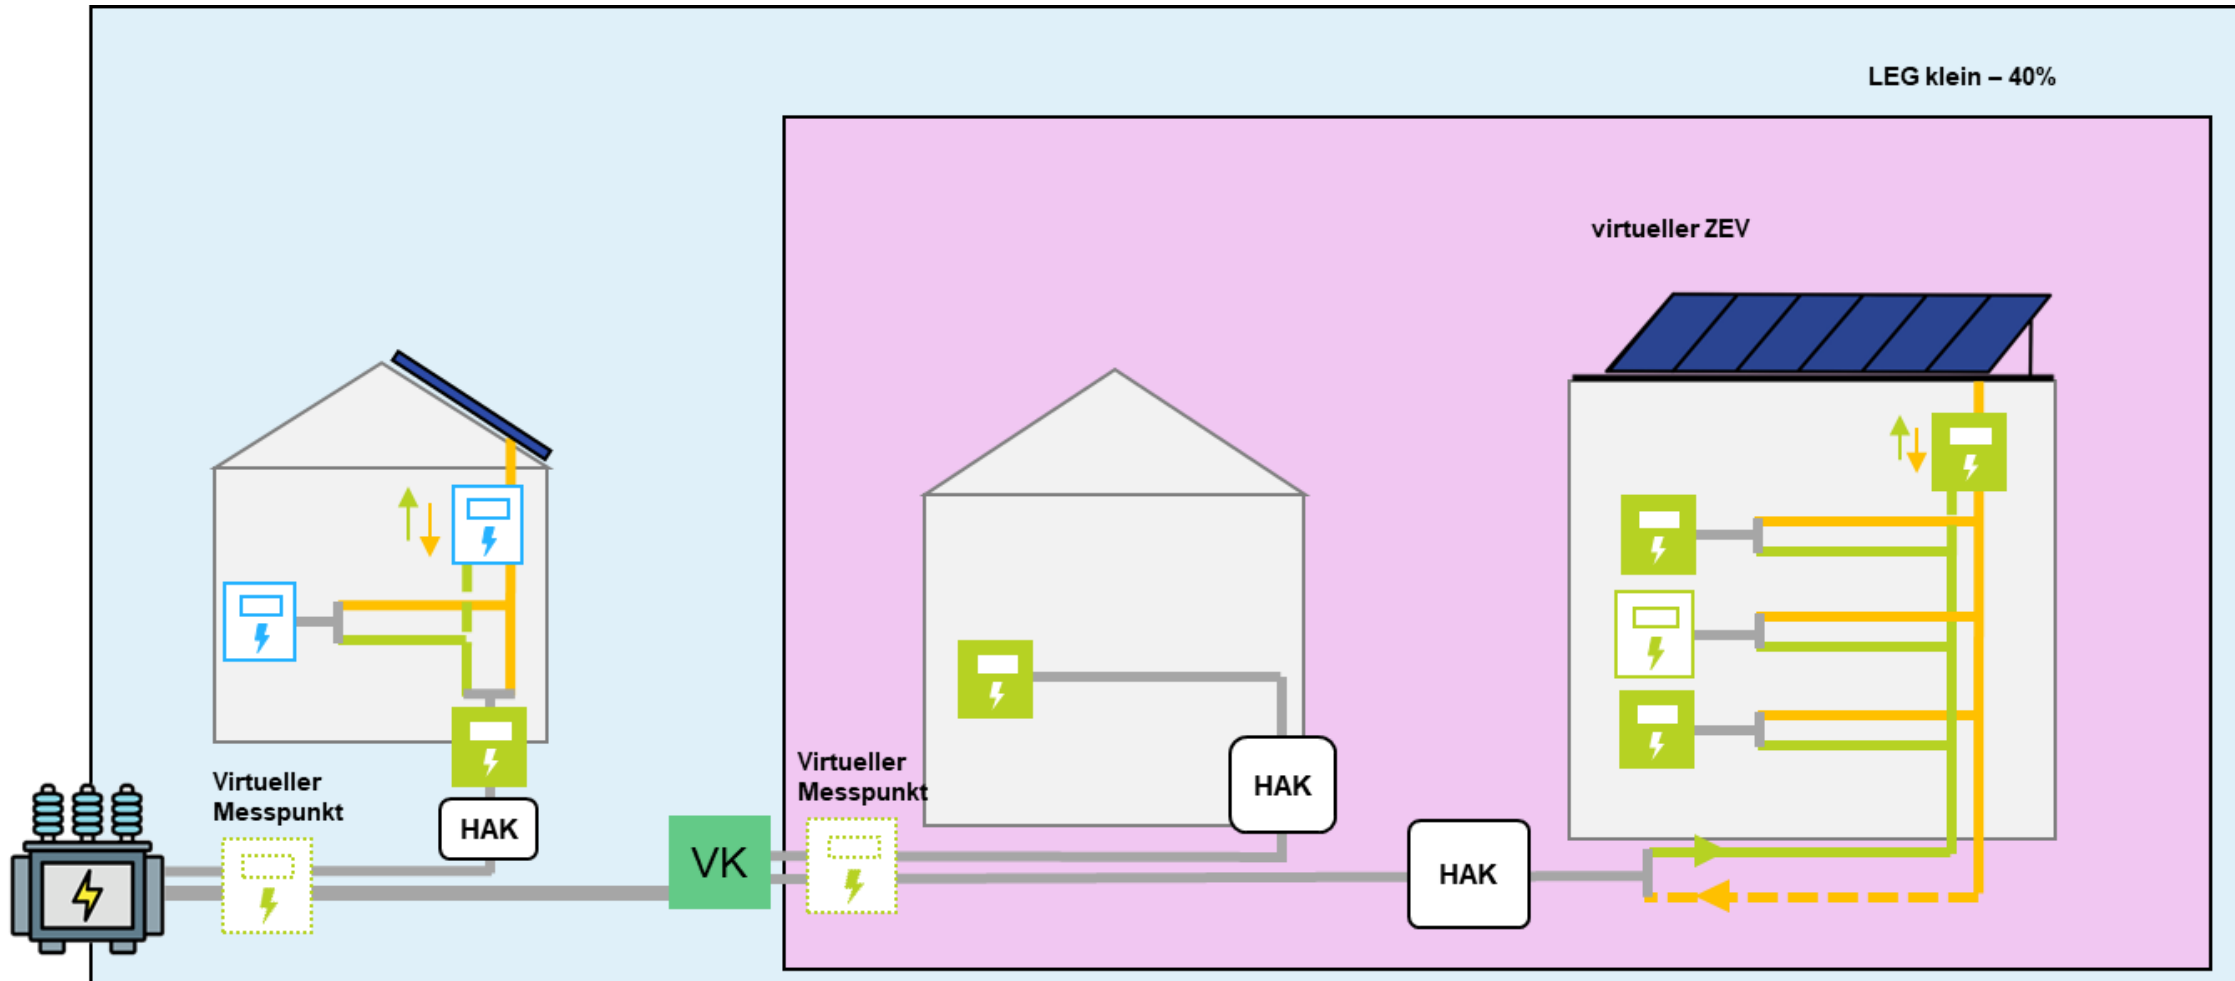 LEG klein – 40%
virtueller ZEV
Virtueller
Messpunkt
HAK
VK
Virtueller
Messpunkt
HAK
HAK